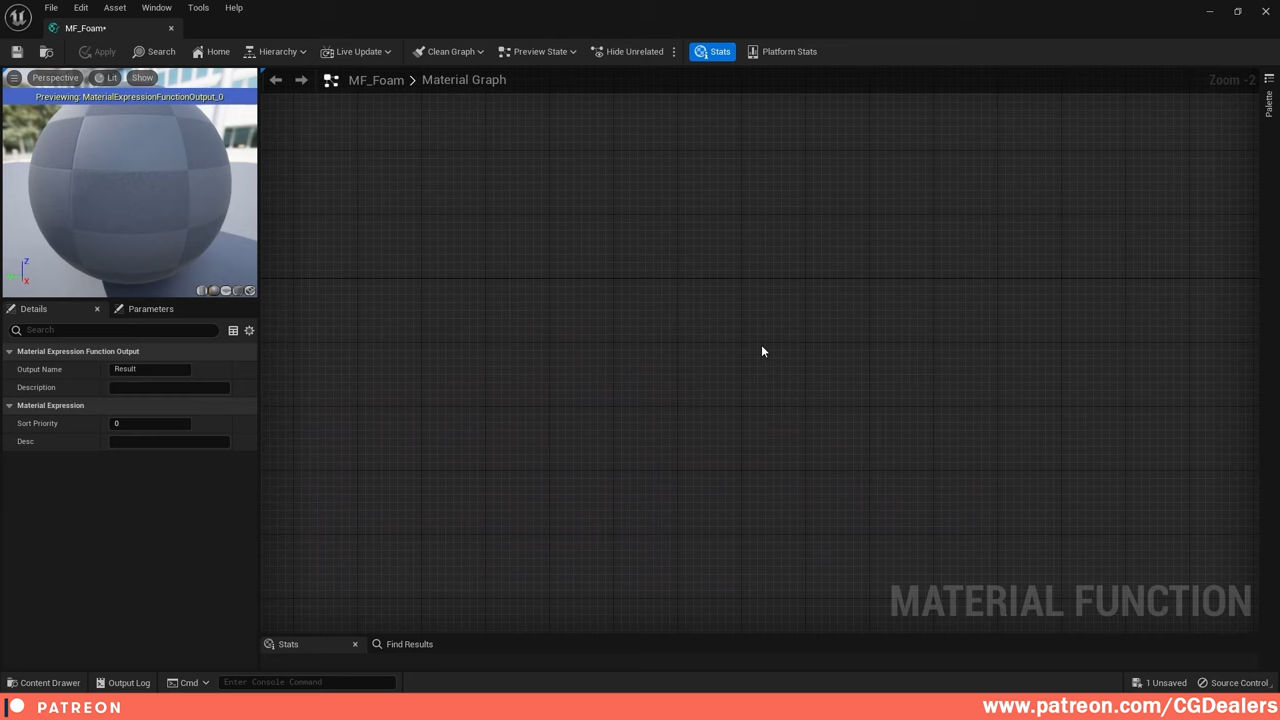 File Edit Asset Window Tools Help
MF_Foam•
Apply Search Home Hierarchy Live Update Clean Graph Preview State Hide Unrelated Stats Platform Stats
Perspective Lit Show
MF_Foam > Material Graph
Zoom -2
Palette
Previewing: MaterialExpressionFunctionOutput_0
Z
X
Details
Parameters
Search
Material Expression Function Output
Output Name Result
Description
Material Expression
Sort Priority 0
Desc
MATERIAL FUNCTION
Stats
Find Results
Content Drawer Output Log Cmd Enter Console Command 1 Unsaved Source Control
PATREON
www.patreon.com/CGDealers